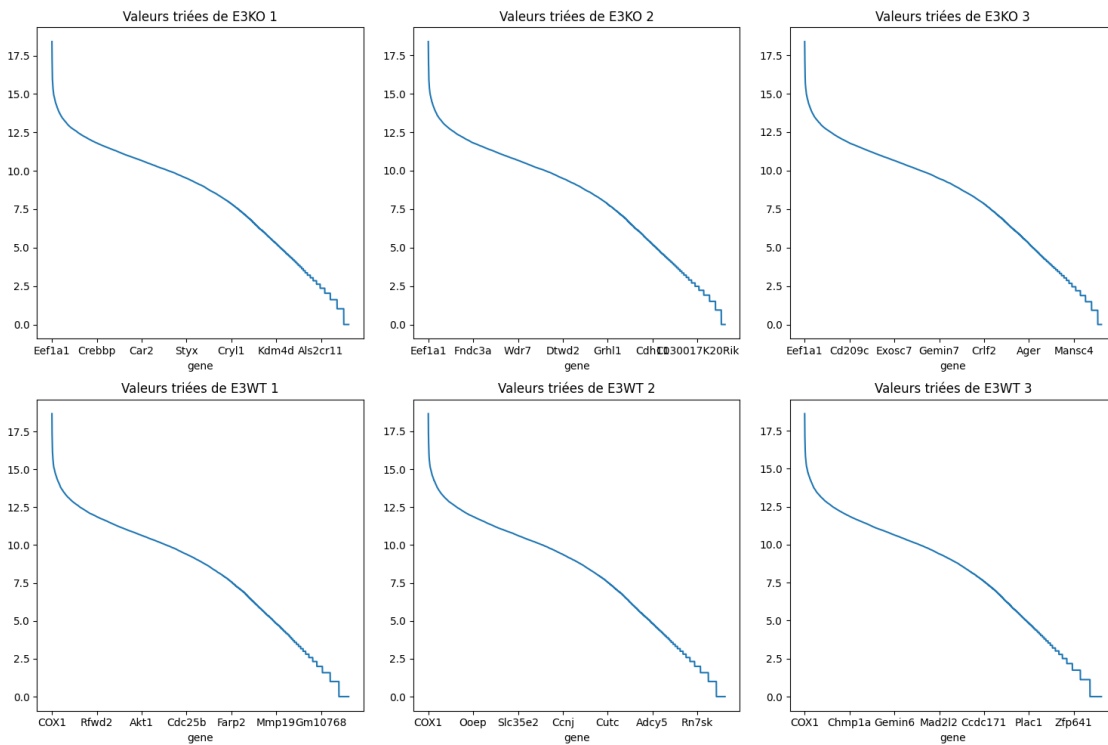 Valeurs triées de E3KO 1
Valeurs triées de E3KO 2
Valeurs triées de E3KO 3
17.5
15.0
12.5
10.0
7.5
5.0
2.5
0.0
Eef1a1 Crebbp Car2 Styx Cryl1 Kdm4d Als2cr11
gene
17.5
15.0
12.5
10.0
7.5
5.0
2.5
0.0
Eef1a1 Fndc3a Wdr7 Dtwd2 Grhl1 C030017K20Rik
gene
17.5
15.0
12.5
10.0
7.5
5.0
2.5
0.0
Eef1a1 Cd209c Exosc7 Gemin7 Crlf2 Ager Mansc4
gene
Valeurs triées de E3WT 1
Valeurs triées de E3WT 2
Valeurs triées de E3WT 3
17.5
15.0
12.5
10.0
7.5
5.0
2.5
0.0
COX1 Rfwd2 Akt1 Cdc25b Farp2 Mmp19 Gm10768
gene
17.5
15.0
12.5
10.0
7.5
5.0
2.5
0.0
COX1 Ooep Slc35e2 Ccnj Cutc Adcy5 Rn7sk
gene
17.5
15.0
12.5
10.0
7.5
5.0
2.5
0.0
COX1 Chmp1a Gemin6 Mad2l2 Ccdc171 Plac1 Zfp641
gene